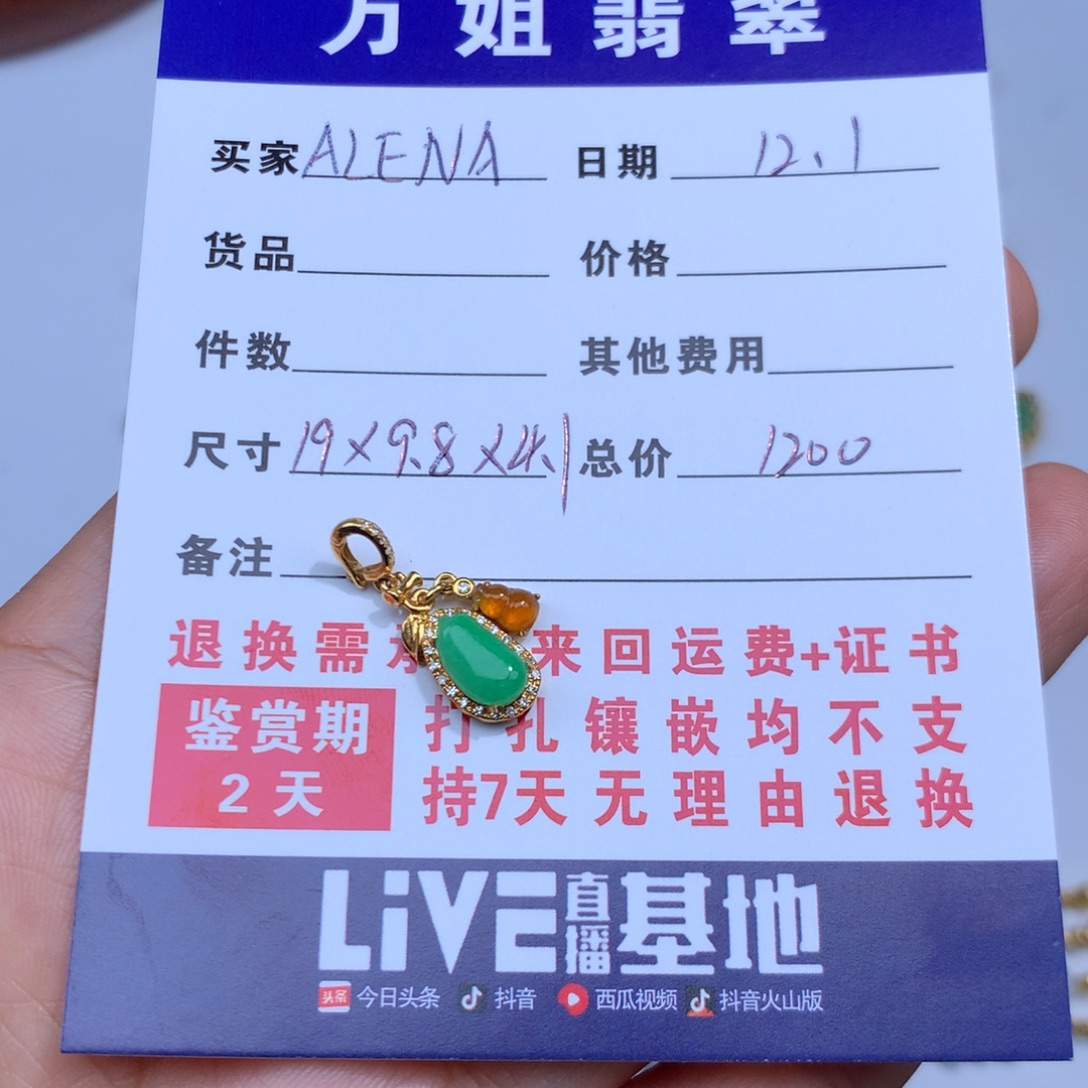 方姐翡翠
买家 ALENA 日期 12.1
货品 价格
件数 其他费用
尺寸 19×9.8×4.1 总价 1200
备注
退换需 来回运费+证书
鉴赏期 打孔镶嵌均不支
2天 持7天无理由退换
LiVE直播基地
头条 今日头条 抖音 西瓜视频 抖音火山版